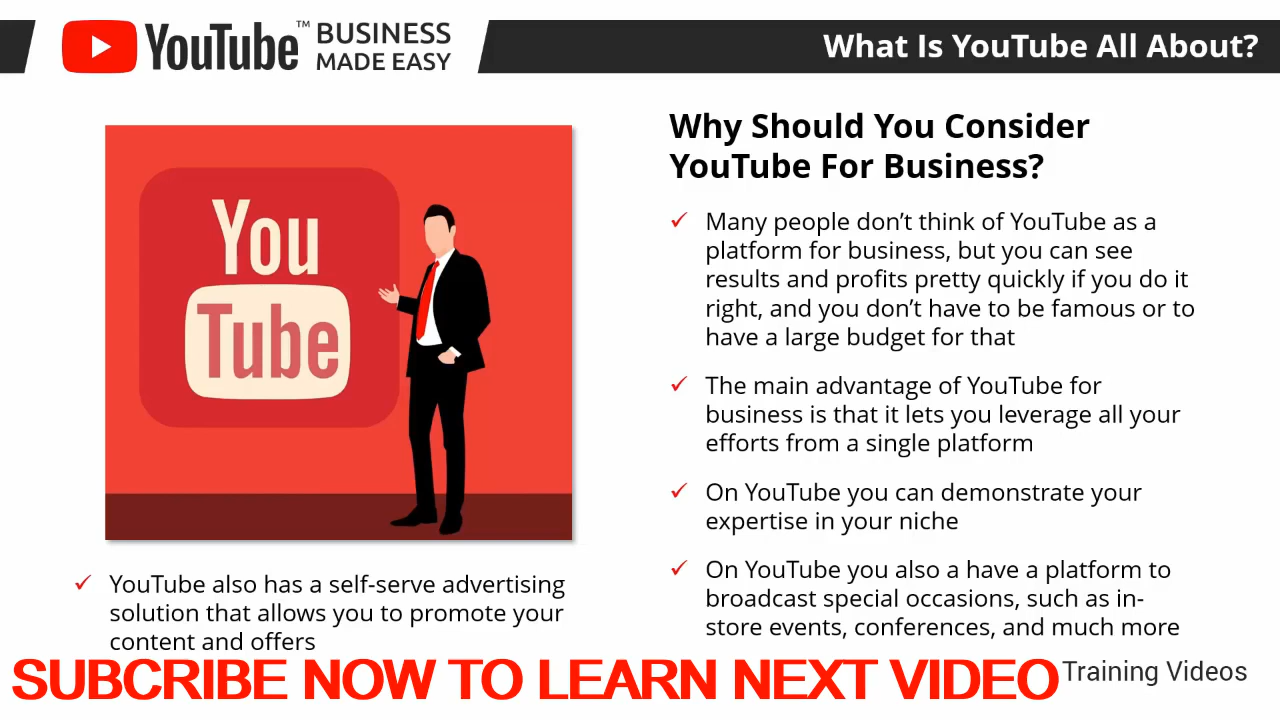 YouTube™ BUSINESS
MADE EASY
What Is YouTube All About?
You
Tube
YouTube also has a self-serve advertising
solution that allows you to promote your
content and offers
Why Should You Consider
YouTube For Business?
Many people don’t think of YouTube as a
platform for business, but you can see
results and profits pretty quickly if you do it
right, and you don’t have to be famous or to
have a large budget for that
The main advantage of YouTube for
business is that it lets you leverage all your
efforts from a single platform
On YouTube you can demonstrate your
expertise in your niche
On YouTube you also a have a platform to
broadcast special occasions, such as in-
store events, conferences, and much more
SUBCRIBE NOW TO LEARN NEXT VIDEO
Training Videos